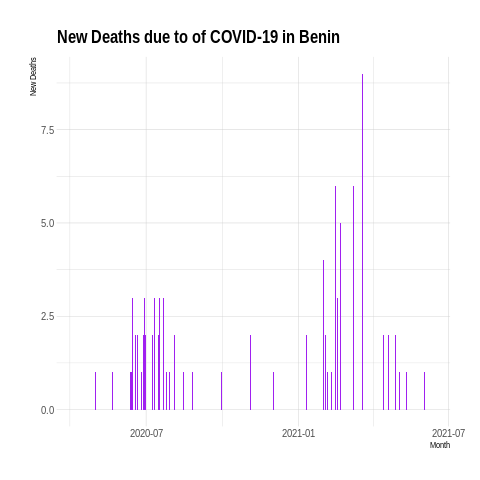 New Deaths due to of COVID-19 in Benin
New Deaths
7.5
5.0
2.5
0.0
2020-07
2021-01
2021-07
Month